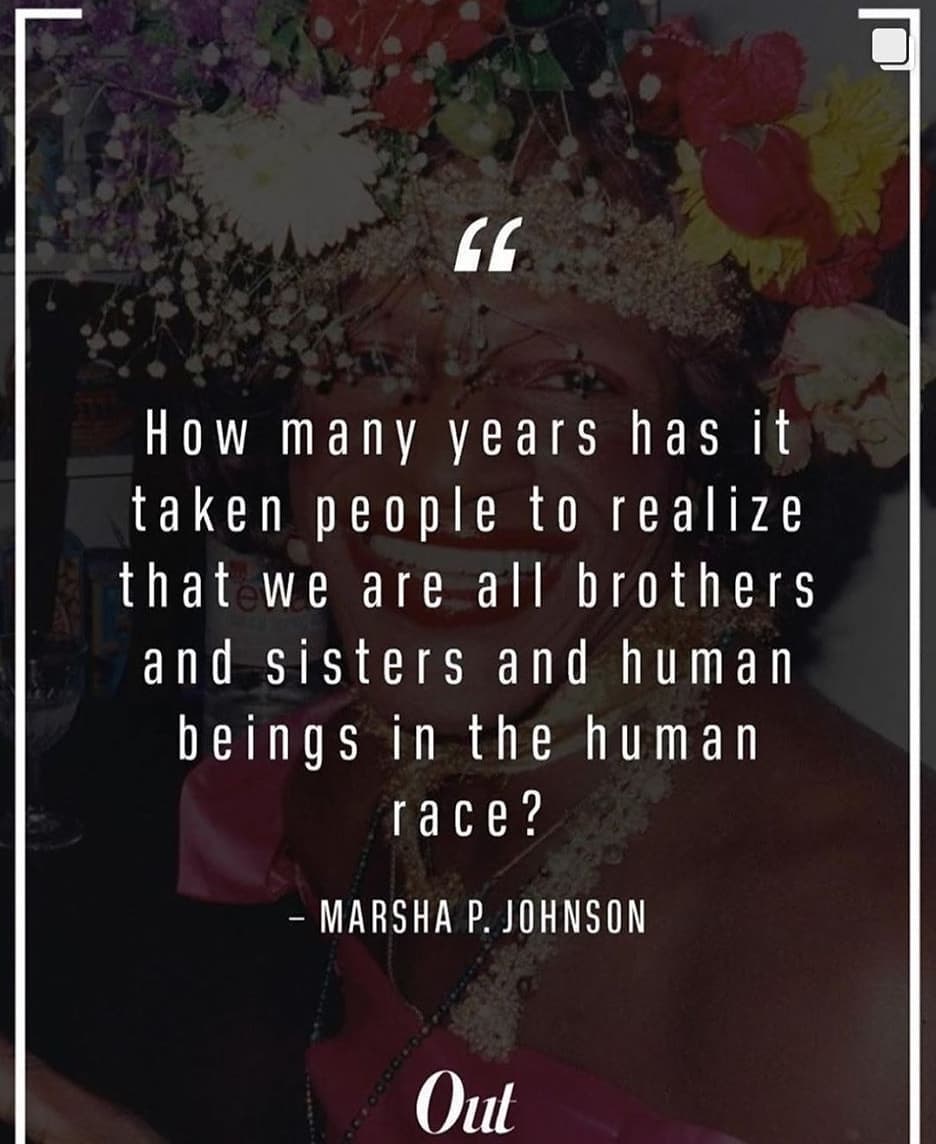 “
How many years has it
taken people to realize
that we are all brothers
and sisters and human
beings in the human
race?
– MARSHA P. JOHNSON
Out